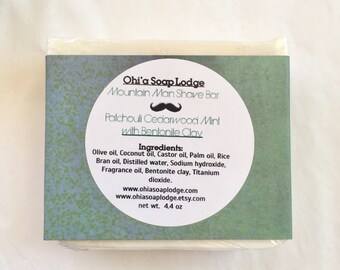 Ohi'a Soap Lodge
Mountain Man Shave Bar
Patchouli Cedarwood Mint
with Bentonite Clay
Ingredients:
Olive oil, Coconut oil, Castor oil, Palm oil, Rice
Bran oil, Distilled water, Sodium hydroxide,
Fragrance oil, Bentonite clay, Titanium
dioxide.
www.ohiasoaplodge.com
www.ohiasoaplodge.etsy.com
net wt. 4.4 oz